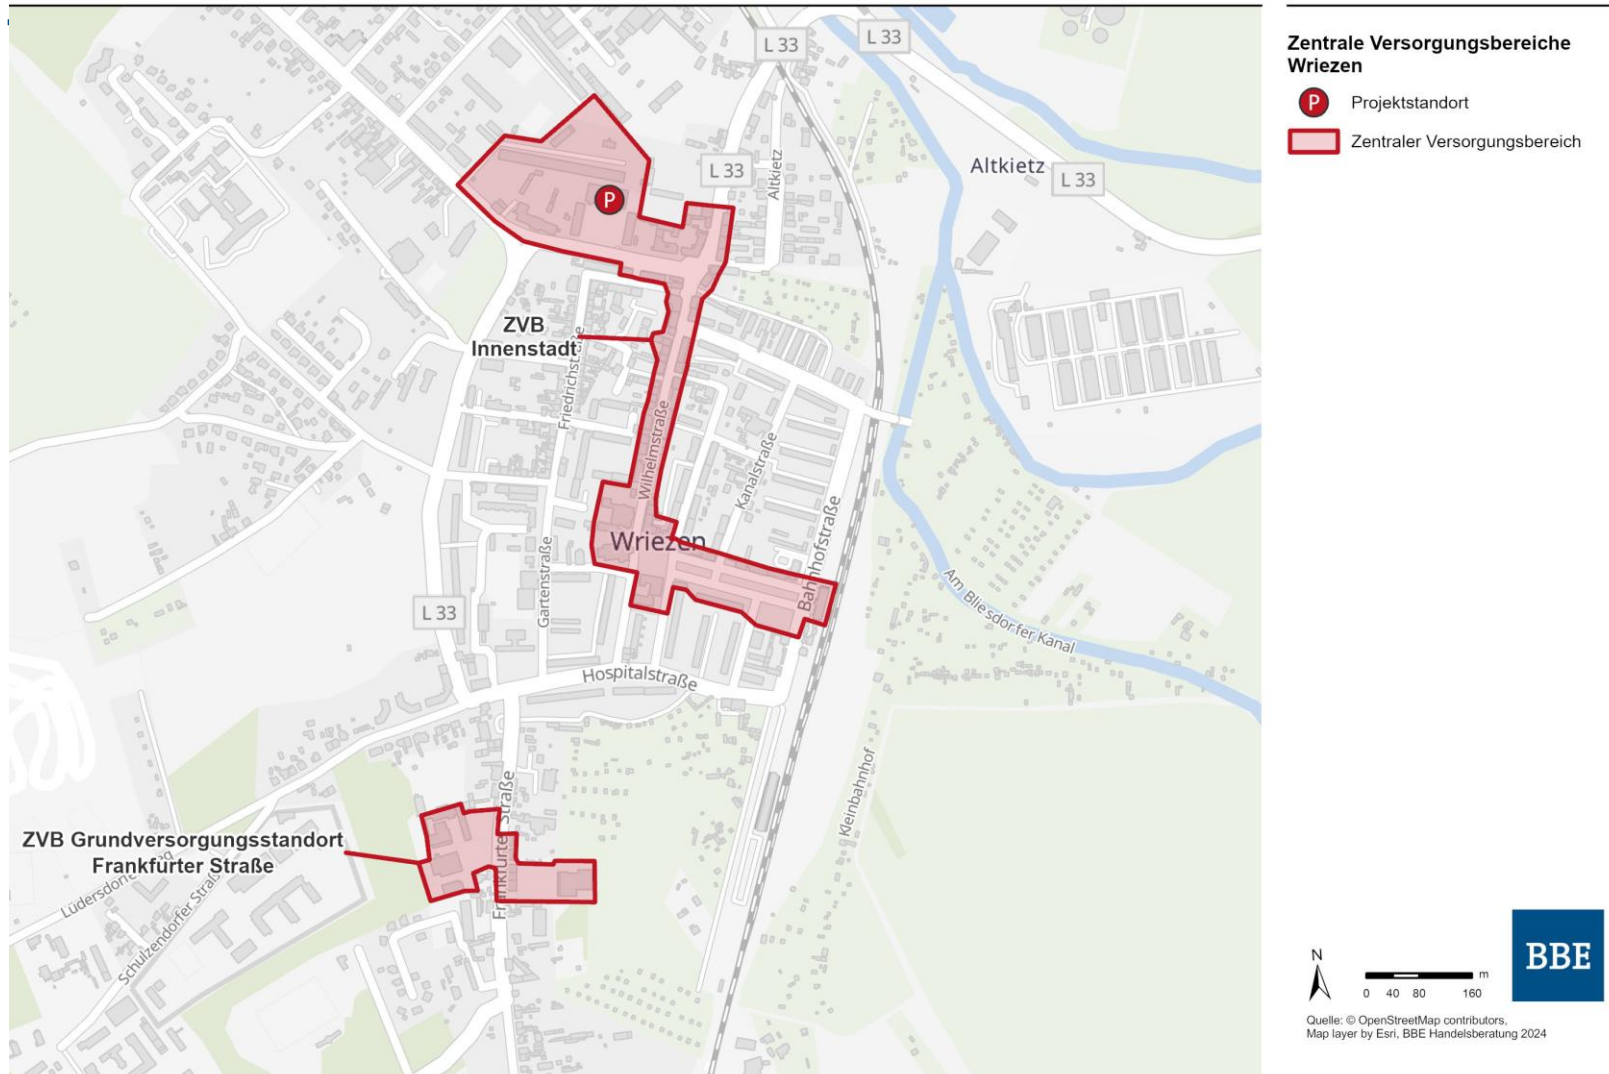 L 33
L 33
Zentrale Versorgungsbereiche
Wriezen
P
Projektstandort
Zentraler Versorgungsbereich
L 33
Altkietz
Altkietz
L 33
P
ZVB
Innenstadt
Friedrichstraße
Wilhelmstraße
Kanalstraße
Wriezen
Bahnhofstraße
Gartenstraße
L 33
Am Bliesdorfer Kanal
Hospitalstraße
Kleinbahnhof
ZVB Grundversorgungsstandort
Frankfurter Straße
Frankfurter Straße
Lüdersdorfer Weg
Schulzendorfer Straße
N
m
0 40 80 160
BBE
Quelle: © OpenStreetMap contributors,
Map layer by Esri, BBE Handelsberatung 2024